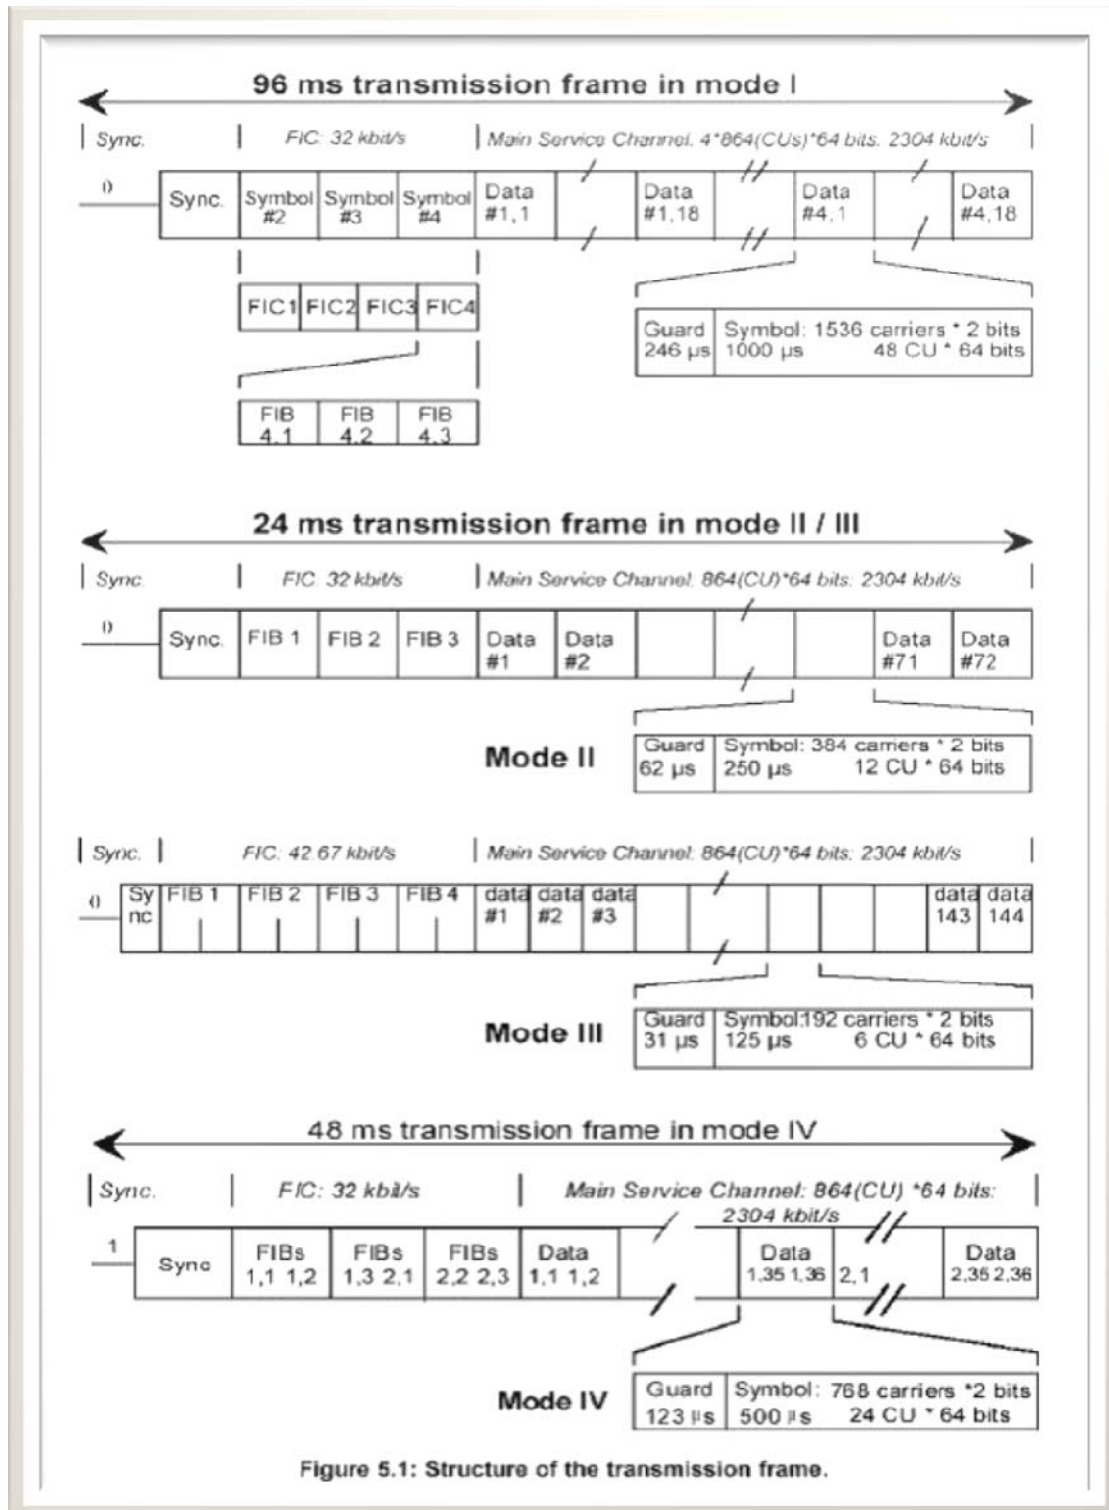 96 ms transmission frame in mode I
Sync. FIC: 32 kbit/s Main Service Channel: 4*864(CUs)*64 bits: 2304 kbit/s
0 Sync. Symbol #2 Symbol #3 Symbol #4 Data #1,1 Data #1,18 Data #4,1 Data #4,18
FIC1 FIC2 FIC3 FIC4
Guard Symbol: 1536 carriers * 2 bits
246 µs 1000 µs 48 CU * 64 bits
FIB 4.1 FIB 4.2 FIB 4.3
24 ms transmission frame in mode II / III
Sync. FIC: 32 kbit/s Main Service Channel: 864(CU)*64 bits: 2304 kbit/s
0 Sync. FIB 1 FIB 2 FIB 3 Data #1 Data #2 Data #71 Data #72
Mode II
Guard Symbol: 384 carriers * 2 bits
62 µs 250 µs 12 CU * 64 bits
Sync. FIC: 42.67 kbit/s Main Service Channel: 864(CU)*64 bits: 2304 kbit/s
0 Sy nc FIB 1 FIB 2 FIB 3 FIB 4 data #1 data #2 data #3 data 143 data 144
Mode III
Guard Symbol:192 carriers * 2 bits
31 µs 125 µs 6 CU * 64 bits
48 ms transmission frame in mode IV
Sync. FIC: 32 kbit/s Main Service Channel: 864(CU) *64 bits:
2304 kbit/s
1 Sync FIBs 1,1 1,2 FIBs 1,3 2,1 FIBs 2,2 2,3 Data 1,1 1,2 Data 1,35 1,36 2,1 Data 2,35 2,36
Mode IV
Guard Symbol: 768 carriers *2 bits
123 µs 500 µs 24 CU * 64 bits
Figure 5.1: Structure of the transmission frame.